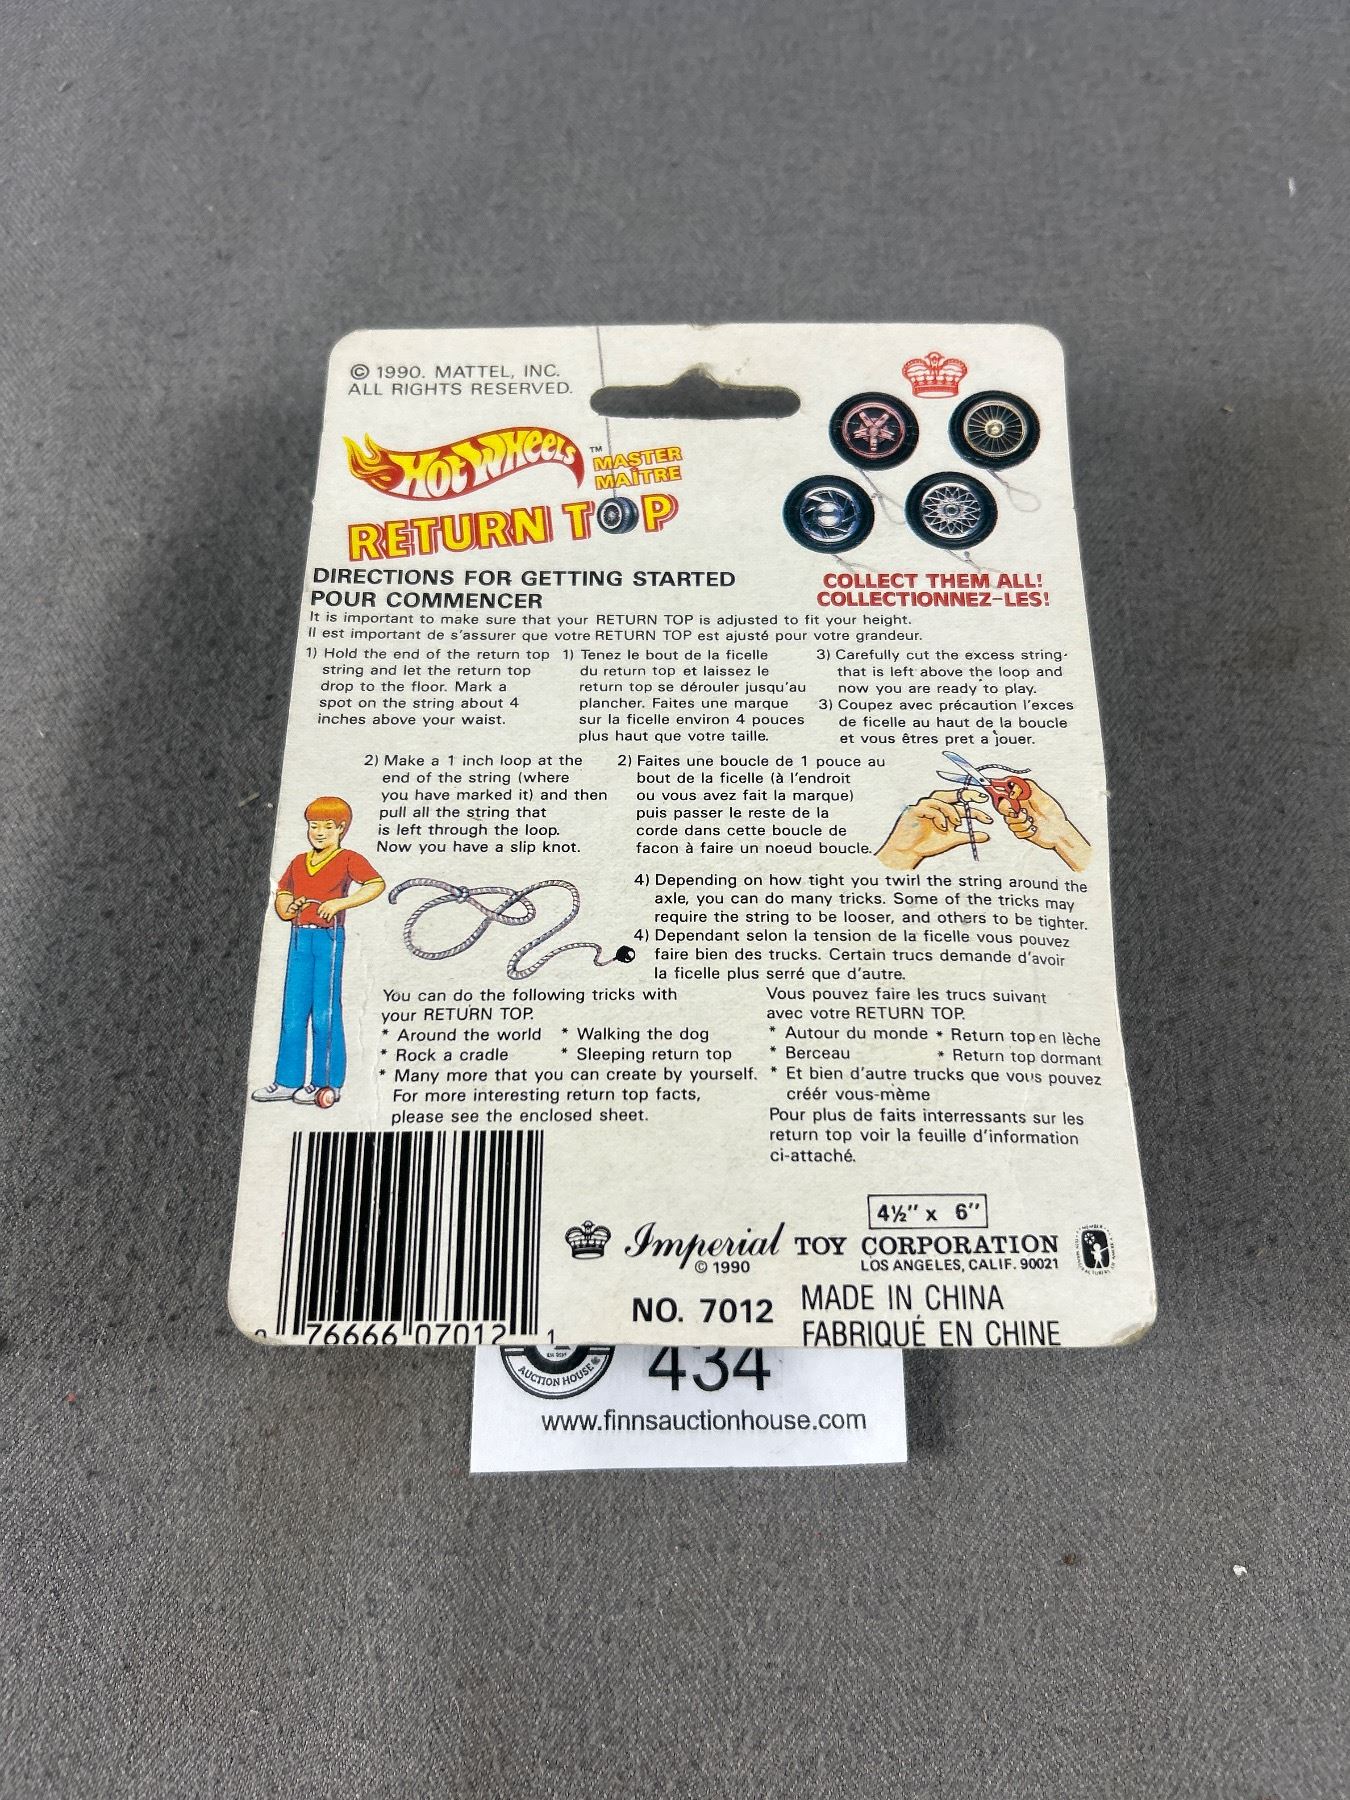 © 1990. MATTEL, INC.
ALL RIGHTS RESERVED.
Hot Wheels ™
MASTER
MAÎTRE
RETURN TOP
DIRECTIONS FOR GETTING STARTED
POUR COMMENCER
COLLECT THEM ALL!
COLLECTIONNEZ-LES!
It is important to make sure that your RETURN TOP is adjusted to fit your height.
Il est important de s'assurer que votre RETURN TOP est ajusté pour votre grandeur.
1) Hold the end of the return top
string and let the return top
drop to the floor. Mark a
spot on the string about 4
inches above your waist.
1) Tenez le bout de la ficelle
du return top et laissez le
return top se dérouler jusqu'au
plancher. Faites une marque
sur la ficelle environ 4 pouces
plus haut que votre taille.
3) Carefully cut the excess string
that is left above the loop and
now you are ready to play.
3) Coupez avec précaution l'exces
de ficelle au haut de la boucle
et vous êtres pret a jouer.
2) Make a 1 inch loop at the
end of the string (where
you have marked it) and then
pull all the string that
is left through the loop.
Now you have a slip knot.
2) Faites une boucle de 1 pouce au
bout de la ficelle (à l'endroit
ou vous avez fait la marque)
puis passer le reste de la
corde dans cette boucle de
facon à faire un noeud boucle.
4) Depending on how tight you twirl the string around the
axle, you can do many tricks. Some of the tricks may
require the string to be looser, and others to be tighter.
4) Dependant selon la tension de la ficelle vous pouvez
faire bien des trucks. Certain trucs demande d'avoir
la ficelle plus serré que d'autre.
You can do the following tricks with
your RETURN TOP.
* Around the world * Walking the dog
* Rock a cradle * Sleeping return top
* Many more that you can create by yourself.
For more interesting return top facts,
please see the enclosed sheet.
Vous pouvez faire les trucs suivant
avec votre RETURN TOP.
* Autour du monde * Return top en lèche
* Berceau * Return top dormant
* Et bien d'autre trucks que vous pouvez
créér vous-mème
Pour plus de faits interressants sur les
return top voir la feuille d'information
ci-attaché.
4½" x 6"
Imperial TOY CORPORATION
© 1990 LOS ANGELES, CALIF. 90021
NO. 7012
MADE IN CHINA
FABRIQUÉ EN CHINE
0 76666 07012 1
434
AUCTION HOUSE
www.finnsauctionhouse.com